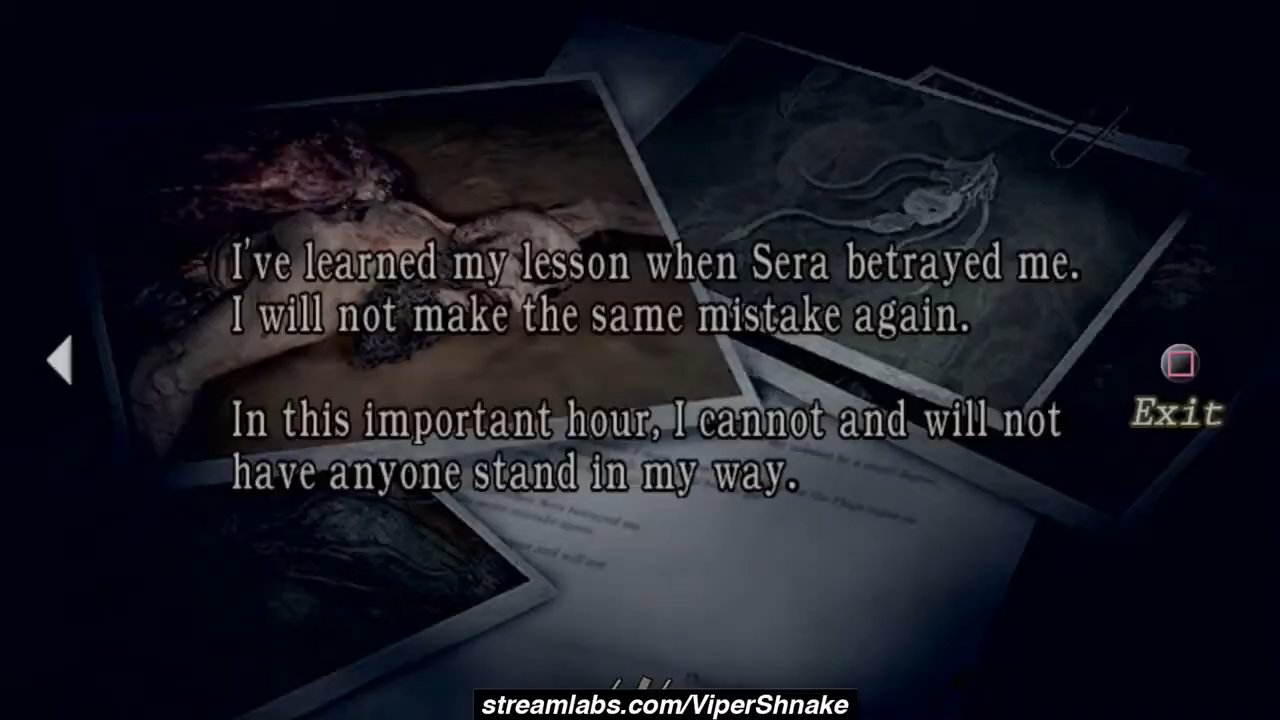 I've learned my lesson when Sera betrayed me.
I will not make the same mistake again.
In this important hour, I cannot and will not
have anyone stand in my way.
Exit
streamlabs.com/ViperShnake